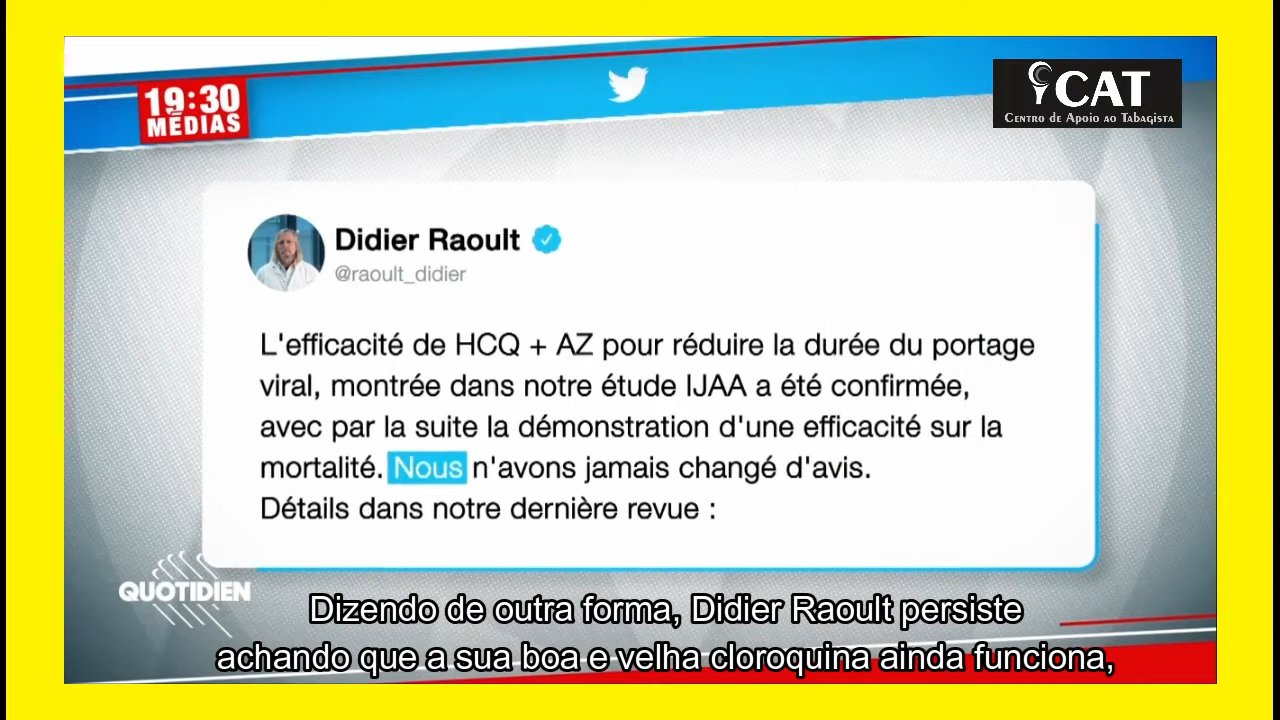 19:30
MÉDIAS
CAT
CENTRO DE APOIO AO TABAGISTA
Didier Raoult
@raoult_didier
L'efficacité de HCQ + AZ pour réduire la durée du portage
viral, montrée dans notre étude IJAA a été confirmée,
avec par la suite la démonstration d'une efficacité sur la
mortalité. Nous n'avons jamais changé d'avis.
Détails dans notre dernière revue :
QUOTIDIEN
Dizendo de outra forma, Didier Raoult persiste
achando que a sua boa e velha cloroquina ainda funciona,